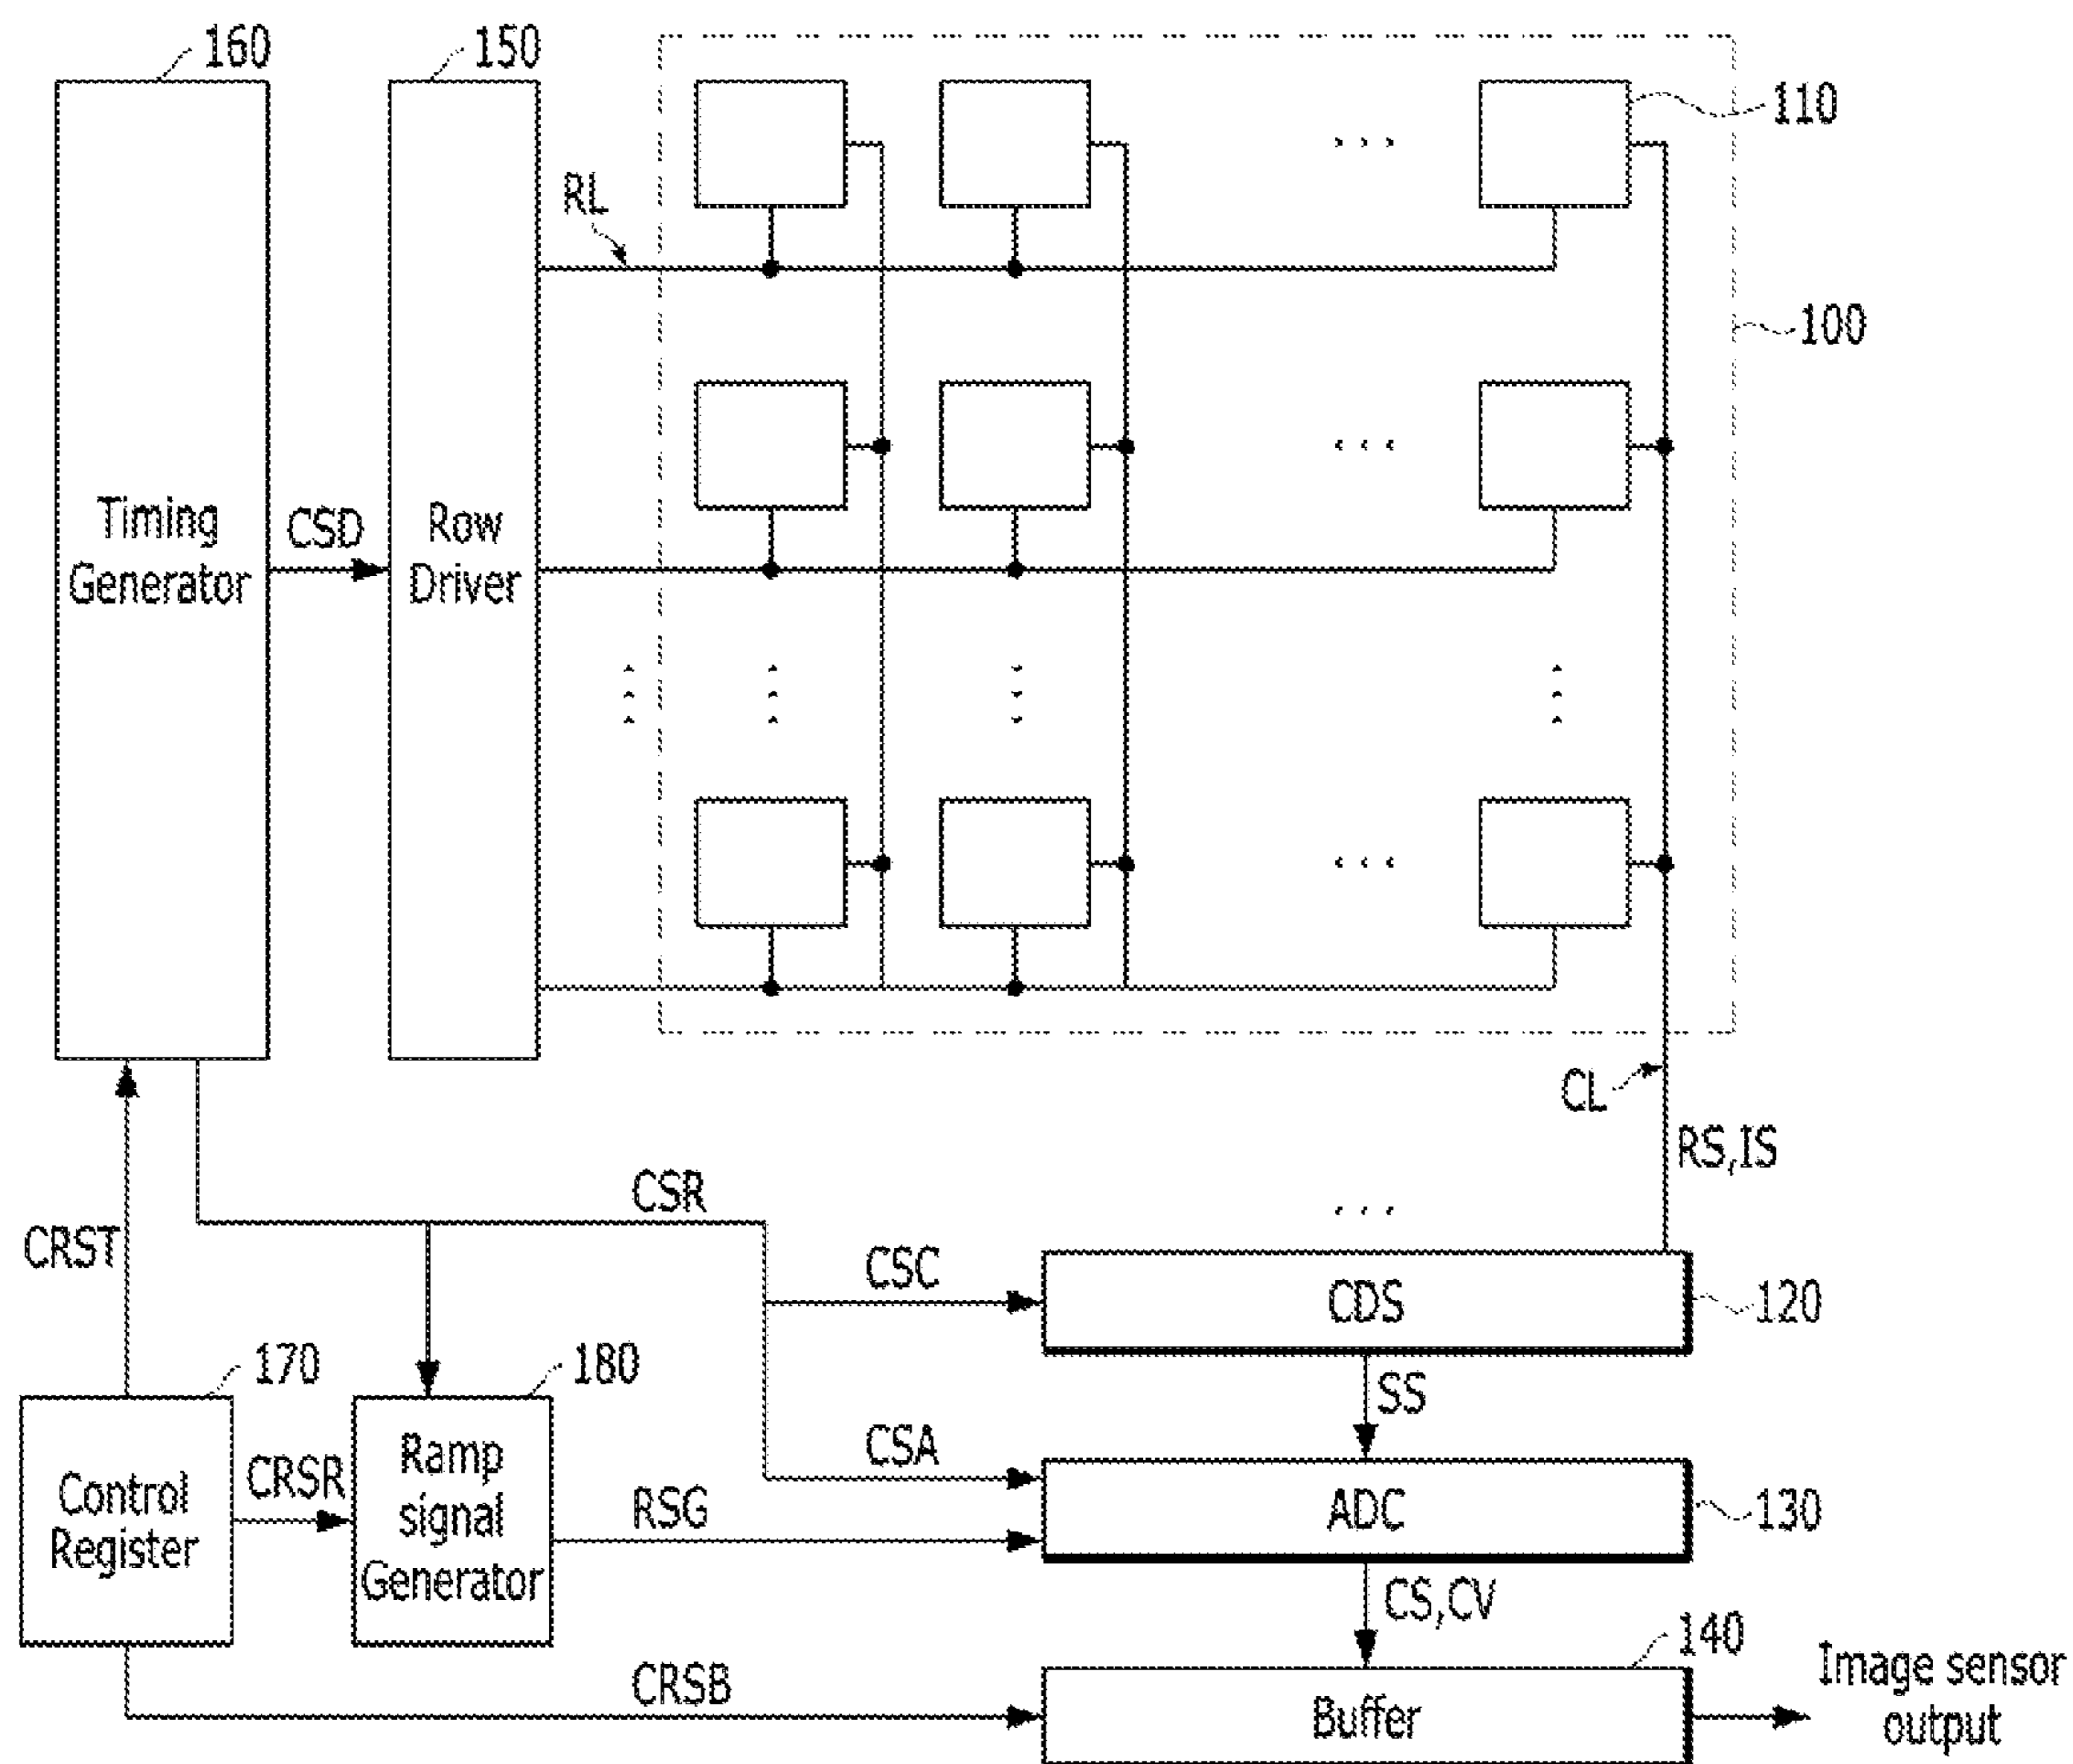 160
150
110
RL
100
Timing
Generator
CSD
Row
Driver
CL
RS,IS
CSR
CRST
CSC
CDS
120
170
180
SS
CSA
Control
Register
CRSR
Ramp
signal
Generator
RSG
ADC
130
CS,CV
140
CRSB
Buffer
Image sensor
output